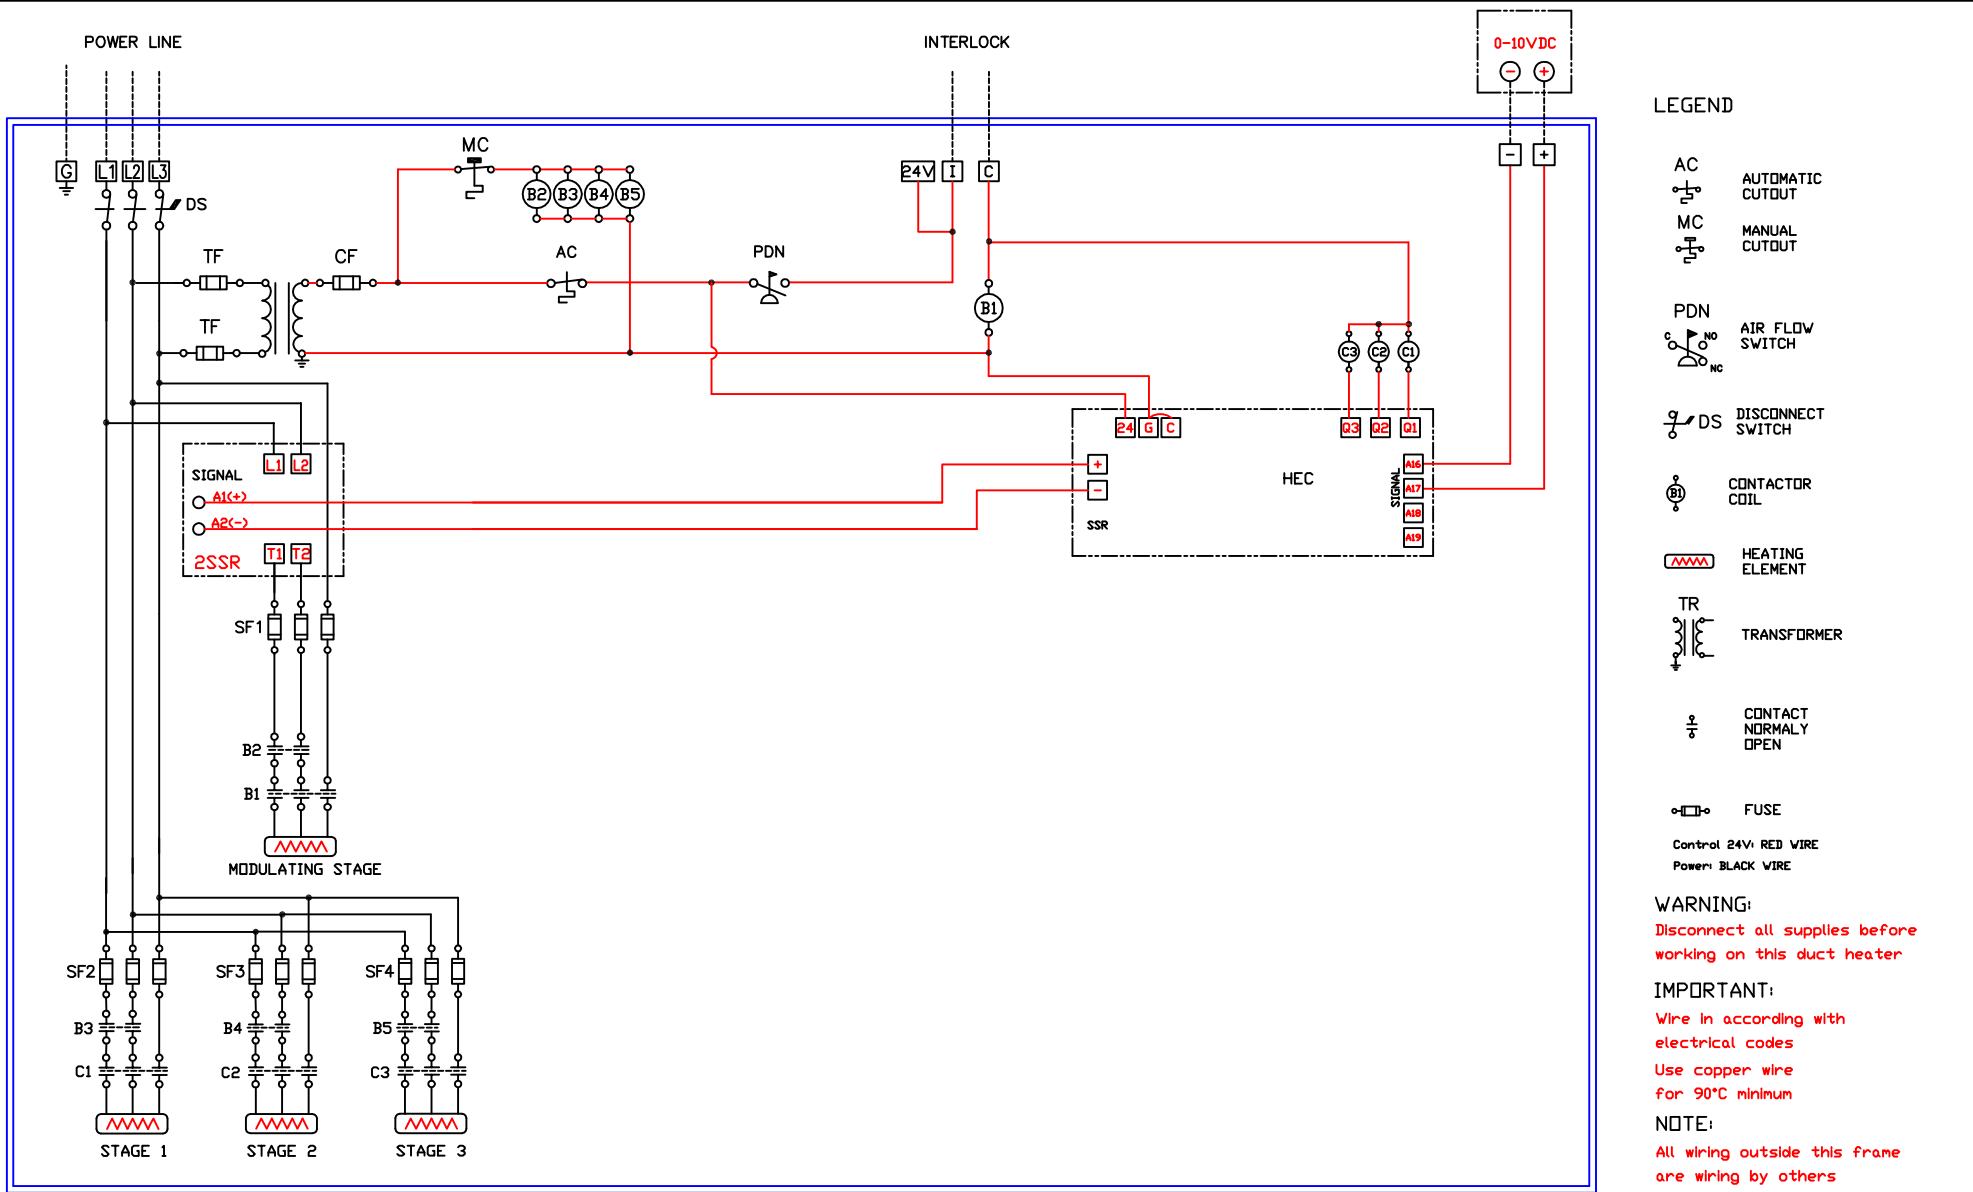 POWER LINE
INTERLOCK
0-10VDC
- +
G L1 L2 L3
DS
MC
B2 B3 B4 B5
24V I C
- +
TF
CF
AC
PDN
TF
B1
C3 C2 C1
24 G C
Q3 Q2 Q1
L1 L2
SIGNAL
A1(+)
A2(-)
T1 T2
2SSR
+
-
SSR
HEC
SIGNAL
A16
A17
A18
A19
SF1
B2
B1
MODULATING STAGE
SF2
SF3
SF4
B3
B4
B5
C1
C2
C3
STAGE 1
STAGE 2
STAGE 3
LEGEND
AC
AUTOMATIC
CUTOUT
MC
MANUAL
CUTOUT
PDN
C
NO
NC
AIR FLOW
SWITCH
DS
DISCONNECT
SWITCH
B1
CONTACTOR
COIL
HEATING
ELEMENT
TR
TRANSFORMER
CONTACT
NORMALY
OPEN
FUSE
Control 24V: RED WIRE
Power: BLACK WIRE
WARNING:
Disconnect all supplies before
working on this duct heater
IMPORTANT:
Wire in according with
electrical codes
Use copper wire
for 90°C minimum
NOTE:
All wiring outside this frame
are wiring by others